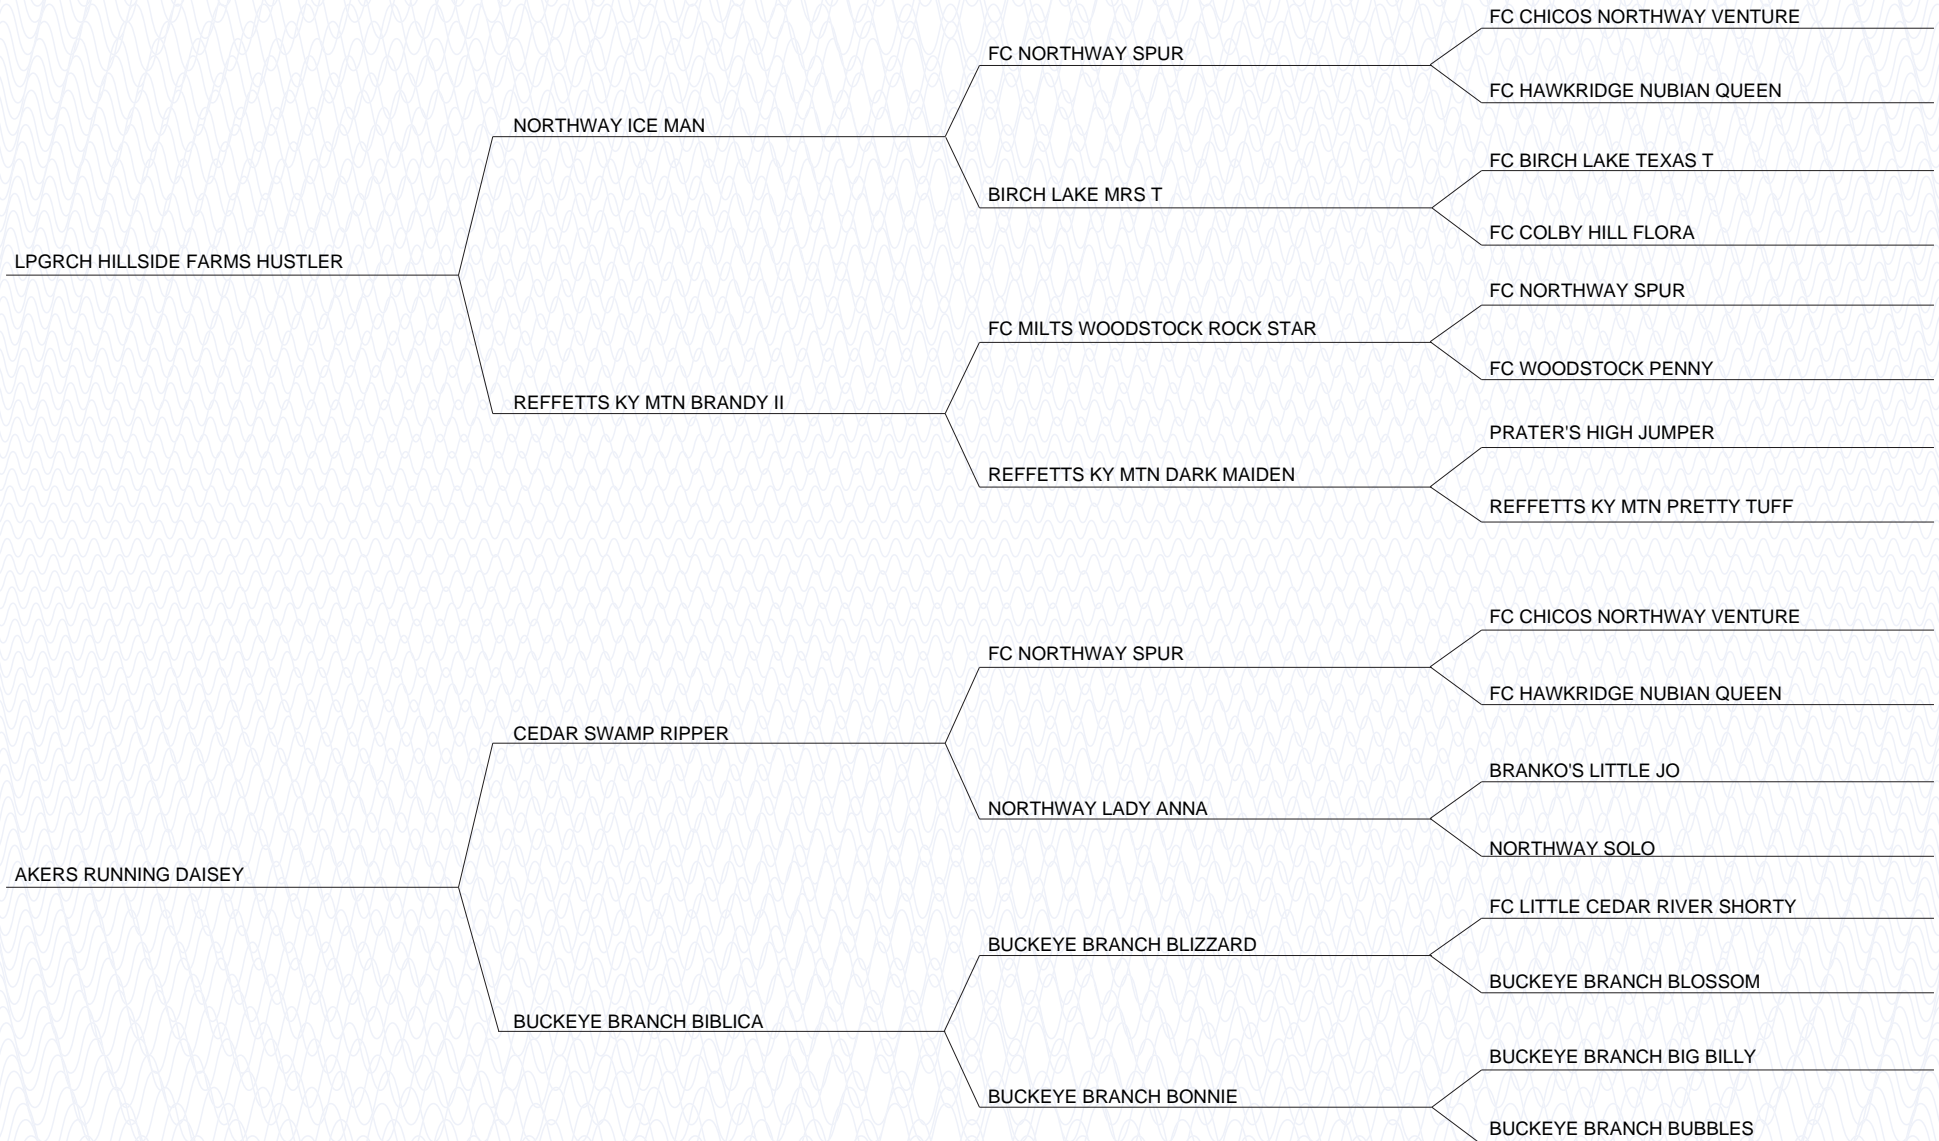 FC CHICOS NORTHWAY VENTURE
FC NORTHWAY SPUR
FC HAWKRIDGE NUBIAN QUEEN
NORTHWAY ICE MAN
FC BIRCH LAKE TEXAS T
BIRCH LAKE MRS T
FC COLBY HILL FLORA
LPGRCH HILLSIDE FARMS HUSTLER
FC NORTHWAY SPUR
FC MILTS WOODSTOCK ROCK STAR
FC WOODSTOCK PENNY
REFFETTS KY MTN BRANDY II
PRATER'S HIGH JUMPER
REFFETTS KY MTN DARK MAIDEN
REFFETTS KY MTN PRETTY TUFF
FC CHICOS NORTHWAY VENTURE
FC NORTHWAY SPUR
FC HAWKRIDGE NUBIAN QUEEN
CEDAR SWAMP RIPPER
BRANKO'S LITTLE JO
NORTHWAY LADY ANNA
NORTHWAY SOLO
AKERS RUNNING DAISEY
FC LITTLE CEDAR RIVER SHORTY
BUCKEYE BRANCH BLIZZARD
BUCKEYE BRANCH BLOSSOM
BUCKEYE BRANCH BIBLICA
BUCKEYE BRANCH BIG BILLY
BUCKEYE BRANCH BONNIE
BUCKEYE BRANCH BUBBLES